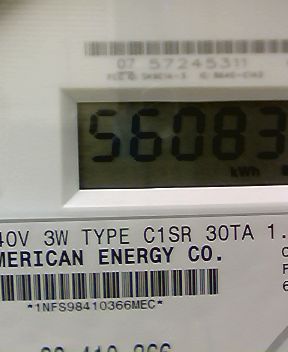 07 57245311
56083
kWh
40V 3W TYPE C1SR 30TA 1.
MERICAN ENERGY CO.
*1NFS98410366MEC*